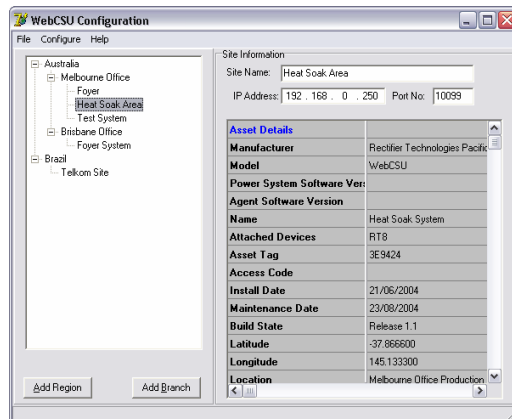 WebCSU Configuration
File Configure Help
Australia
Melbourne Office
Foyer
Heat Soak Area
Test System
Brisbane Office
Foyer System
Brazil
Telkom Site
Add Region
Add Branch
Site Information
Site Name: Heat Soak Area
IP Address: 192 . 168 . 0 . 250 Port No: 10099
Asset Details
Manufacturer Rectifier Technologies Pacific
Model WebCSU
Power System Software Vers
Agent Software Version
Name Heat Soak System
Attached Devices RT8
Asset Tag 3E9424
Access Code
Install Date 21/06/2004
Maintenance Date 23/08/2004
Build State Release 1.1
Latitude -37.866600
Longitude 145.133300
Location Melbourne Office Production